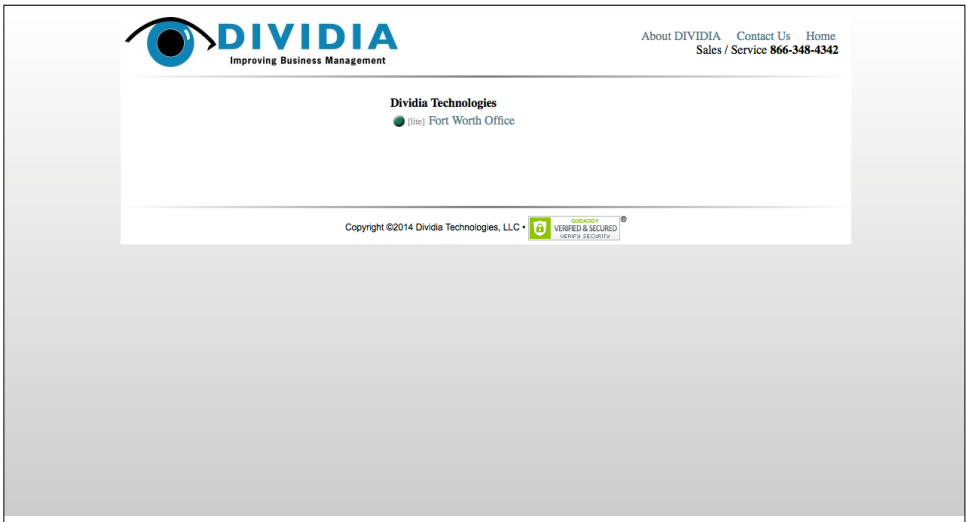 DIVIDIA
Improving Business Management
About DIVIDIA Contact Us Home
Sales / Service 866-348-4342
Dividia Technologies
[lite] Fort Worth Office
Copyright ©2014 Dividia Technologies, LLC •
GODADDY
VERIFIED & SECURED
VERIFY SECURITY
®